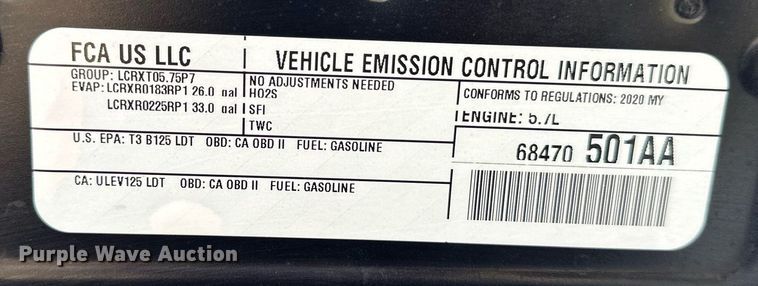 FCA US LLC
VEHICLE EMISSION CONTROL INFORMATION
GROUP: LCRXT05.75P7
EVAP: LCRXR0183RP1 26.0 gal
LCRXR0225RP1 33.0 gal
NO ADJUSTMENTS NEEDED
HO2S
SFI
TWC
CONFORMS TO REGULATIONS: 2020 MY
ENGINE: 5.7L
U.S. EPA: T3 B125 LDT OBD: CA OBD II FUEL: GASOLINE
68470 501AA
CA: ULEV125 LDT OBD: CA OBD II FUEL: GASOLINE
Purple Wave Auction